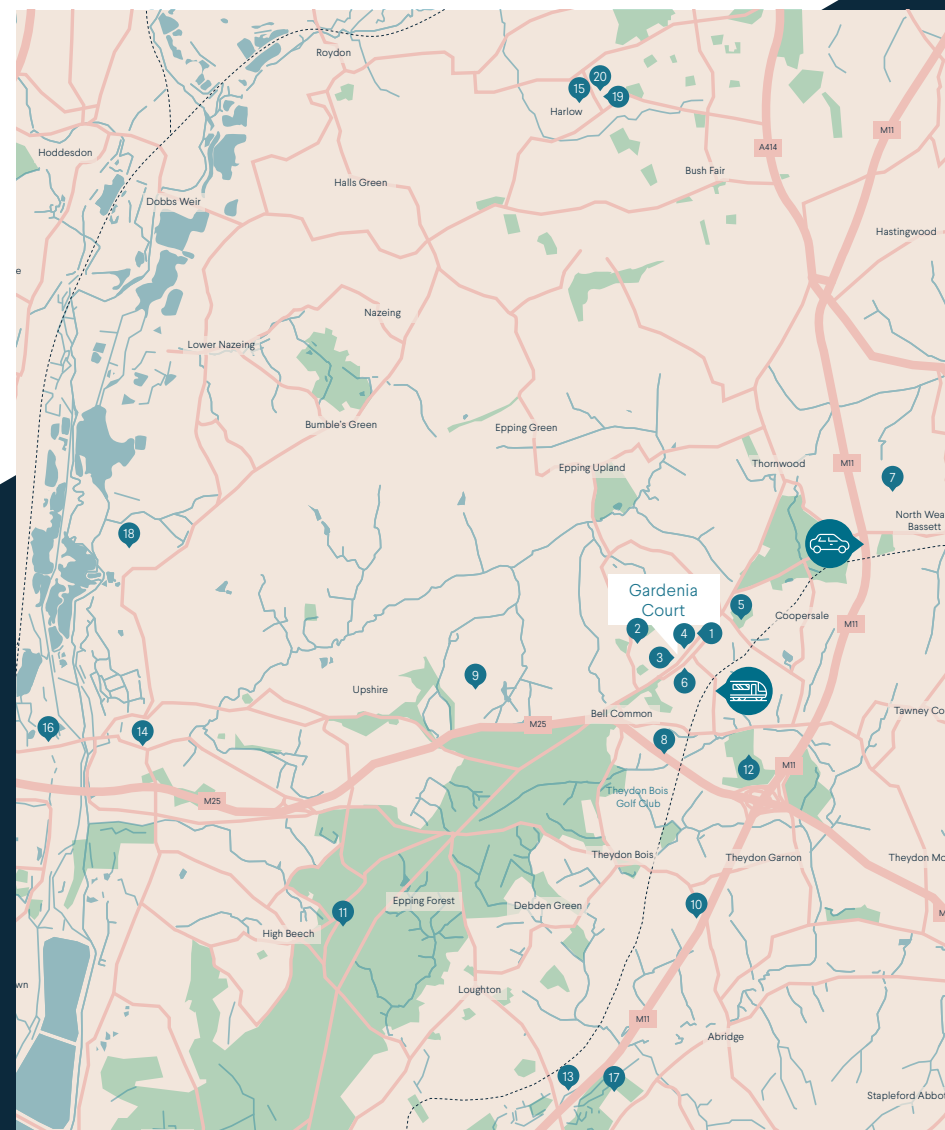 Roydon
20
15
19
Harlow
M11
A414
Hoddesdon
Bush Fair
Halls Green
Dobbs Weir
Hastingwood
e
Nazeing
Lower Nazeing
Bumble's Green
Epping Green
Epping Upland
Thornwood
M11
7
North Wea
Bassett
18
Gardenia
Court
5
Coopersale
M11
2
4
1
3
6
9
Upshire
Bell Common
Tawney Co
16
14
M25
8
12
M11
M25
Theydon Bois
Golf Club
Theydon Bois
Theydon Garnon
Theydon Mo
Epping Forest
Debden Green
10
11
M
High Beech
wn
Loughton
M11
Abridge
13
17
Stapleford Abbot